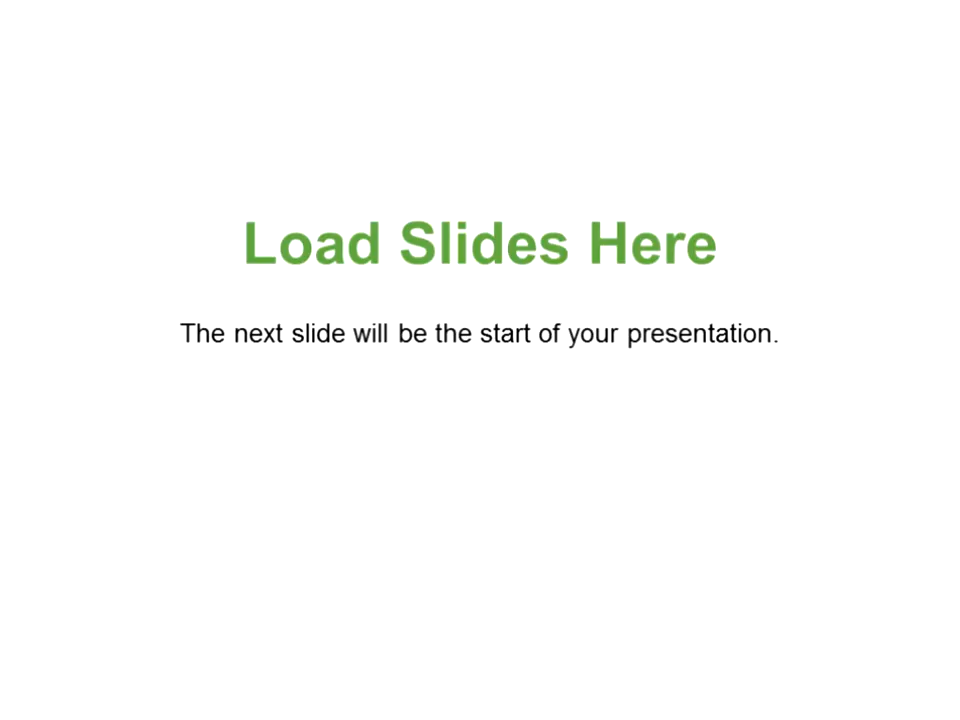 Load Slides Here
The next slide will be the start of your presentation.